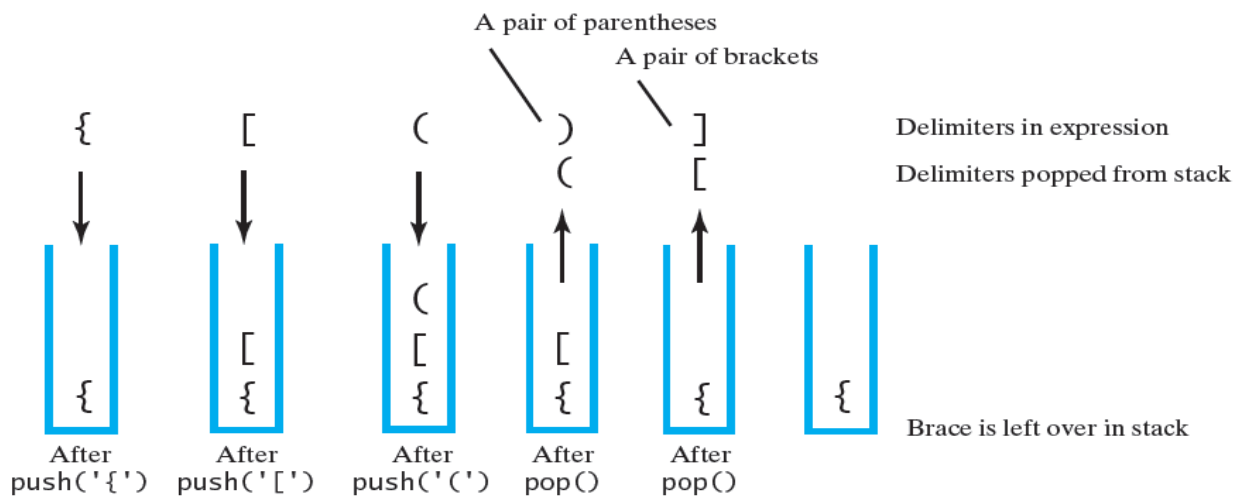 A pair of parentheses
A pair of brackets
{ [ ( ) ] Delimiters in expression
( [ Delimiters popped from stack
(
[ [ [
{ { { { { {
Brace is left over in stack
After After After After After
push('{') push('[') push('(') pop() pop()